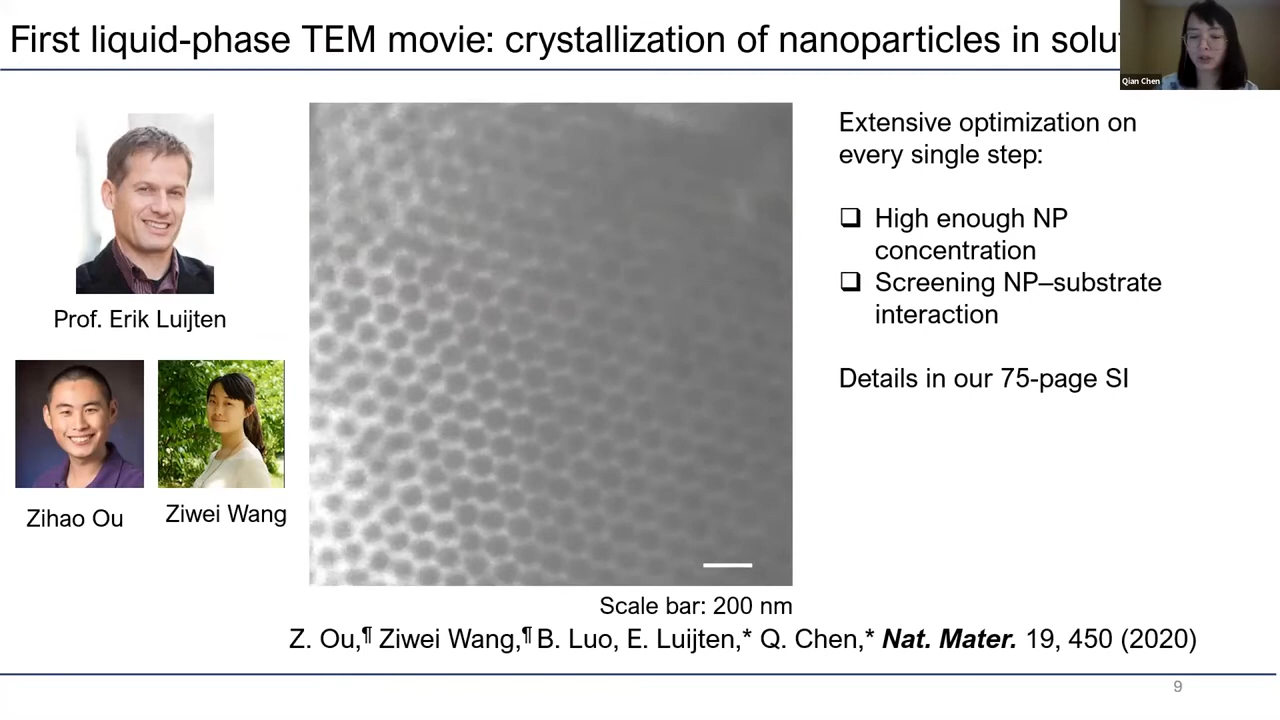 First liquid-phase TEM movie: crystallization of nanoparticles in solu
Qian Chen
Prof. Erik Luijten
Zihao Ou
Ziwei Wang
Extensive optimization on
every single step:
❑ High enough NP
concentration
❑ Screening NP–substrate
interaction
Details in our 75-page SI
Scale bar: 200 nm
Z. Ou,¶ Ziwei Wang,¶ B. Luo, E. Luijten,* Q. Chen,* Nat. Mater. 19, 450 (2020)
9